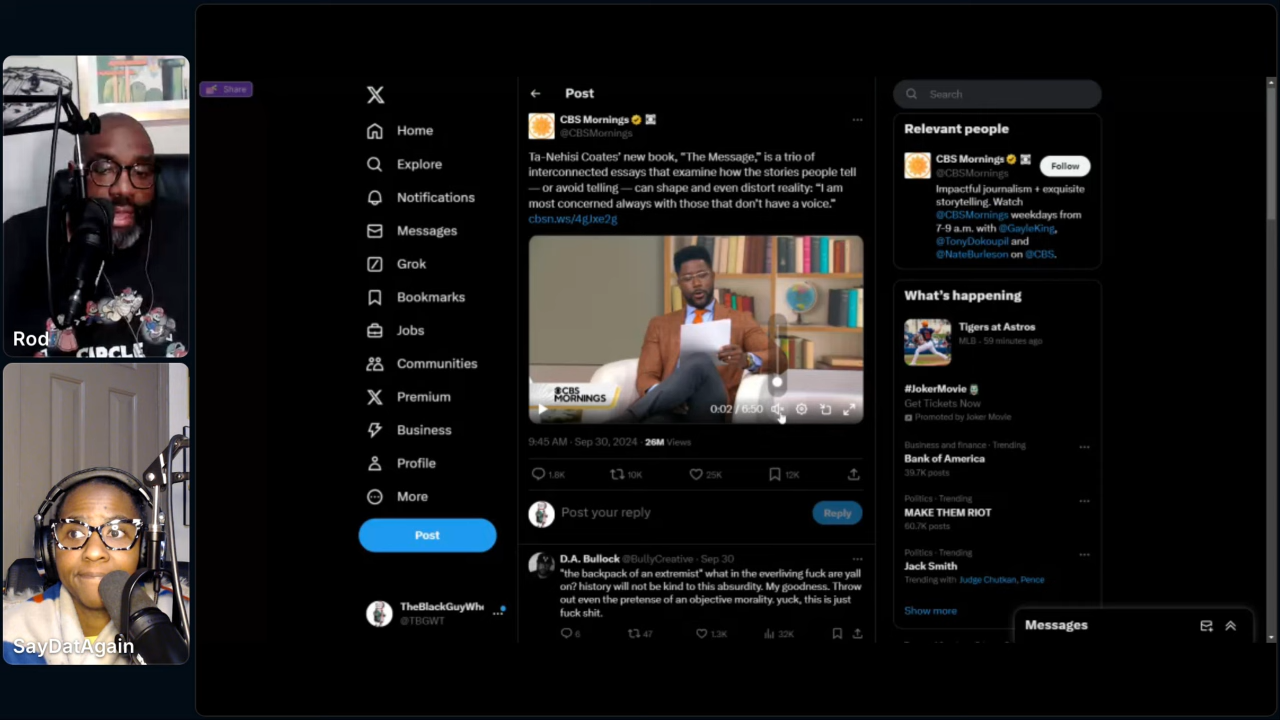 Rod
CIRCLE
SayDatAgain
Share
Home
Explore
Notifications
Messages
Grok
Bookmarks
Jobs
Communities
Premium
Business
Profile
More
Post
TheBlackGuyWh
@TBGWT
Post
CBS Mornings
@CBSMornings
Ta-Nehisi Coates' new book, "The Message," is a trio of
interconnected essays that examine how the stories people tell
— or avoid telling — can shape and even distort reality: "I am
most concerned always with those that don't have a voice."
cbsn.ws/4gJxe2g
CBS
MORNINGS
0:02 / 6:50
9:45 AM · Sep 30, 2024 · 26M Views
1.8K 10K 25K 12K
Post your reply
Reply
D.A. Bullock @BullyCreative · Sep 30
"the backpack of an extremist" what in the everliving fuck are yall
on? history will not be kind to this absurdity. My goodness. Throw
out even the pretense of an objective morality. yuck, this is just
fuck shit.
6 47 1.3K 32K
Search
Relevant people
CBS Mornings
@CBSMornings
Follow
Impactful journalism + exquisite
storytelling. Watch
@CBSMornings weekdays from
7-9 a.m. with @GayleKing,
@TonyDokoupil and
@NateBurleson on @CBS.
What's happening
Tigers at Astros
MLB · 59 minutes ago
#JokerMovie
Get Tickets Now
Promoted by Joker Movie
Business and finance · Trending
Bank of America
39.7K posts
Politics · Trending
MAKE THEM RIOT
60.7K posts
Politics · Trending
Jack Smith
Trending with Judge Chutkan, Pence
Show more
Messages